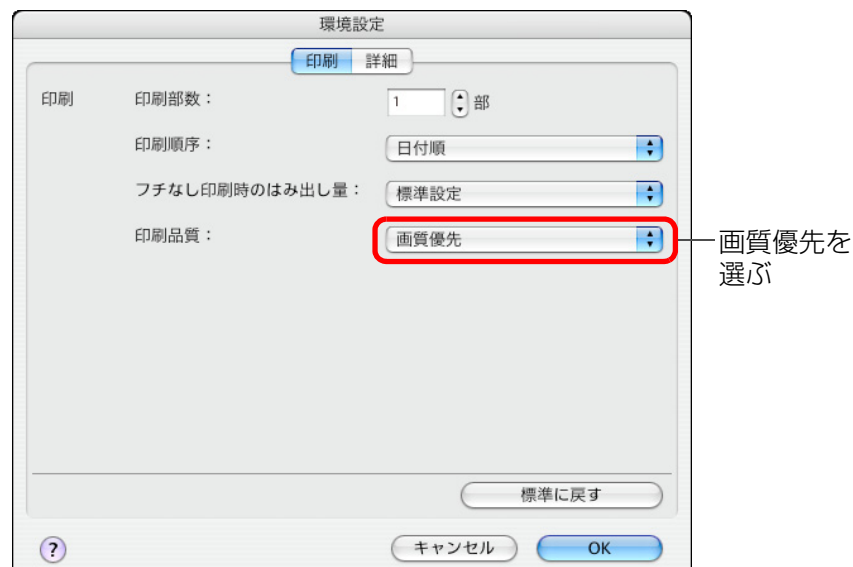 環境設定
印刷 詳細
印刷 印刷部数： 1 部
印刷順序： 日付順
フチなし印刷時のはみ出し量： 標準設定
印刷品質： 画質優先
画質優先を
選ぶ
標準に戻す
? キャンセル OK